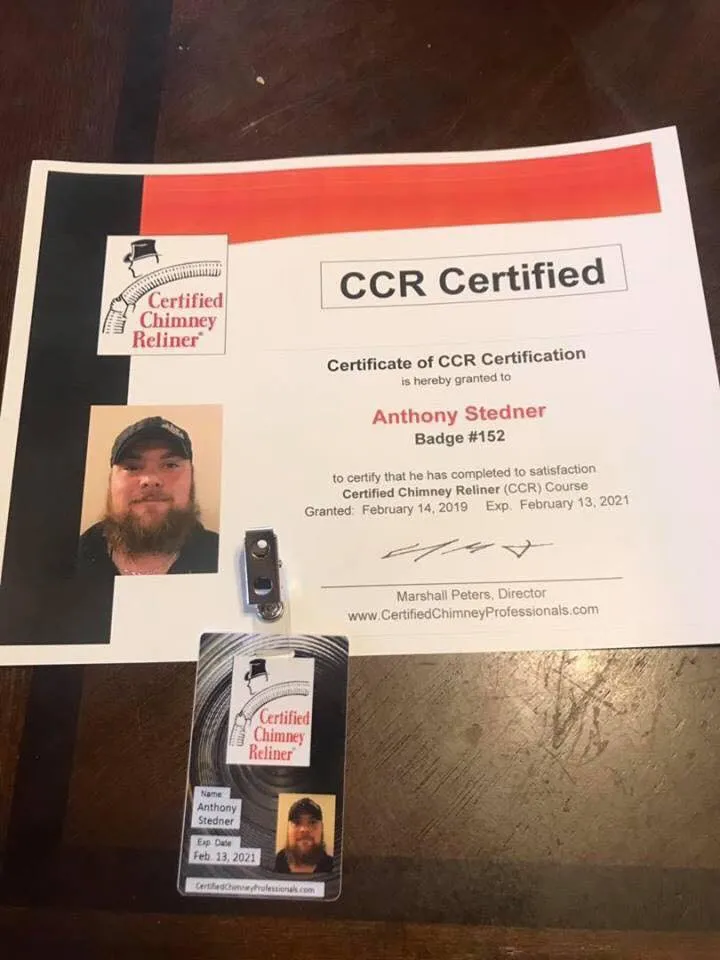 Certified
Chimney
Reliner®
CCR Certified
Certificate of CCR Certification
is hereby granted to
Anthony Stedner
Badge #152
to certify that he has completed to satisfaction
Certified Chimney Reliner (CCR) Course
Granted: February 14, 2019 Exp. February 13, 2021
Marshall Peters, Director
www.CertifiedChimneyProfessionals.com
Certified
Chimney
Reliner®
Name
Anthony
Stedner
Exp. Date
Feb. 13, 2021
CertifiedChimneyProfessionals.com